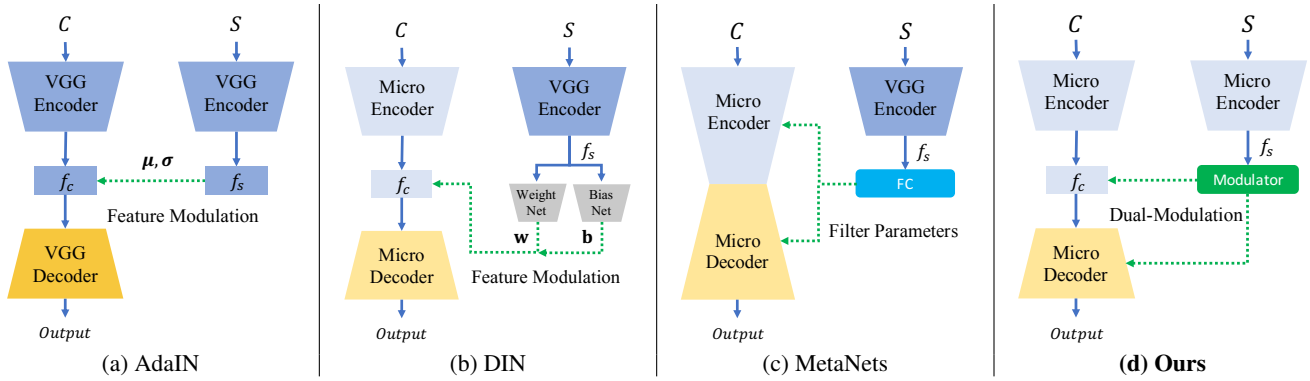 C S
VGG
Encoder
VGG
Encoder
μ, σ
f_c f_s
Feature Modulation
VGG
Decoder
Output
(a) AdaIN
C S
Micro
Encoder
VGG
Encoder
f_s
f_c
Weight
Net
Bias
Net
w b
Micro
Decoder
Feature Modulation
Output
(b) DIN
C S
Micro
Encoder
VGG
Encoder
f_s
FC
Micro
Decoder
Filter Parameters
Output
(c) MetaNets
C S
Micro
Encoder
Micro
Encoder
f_s
f_c
Modulator
Dual-Modulation
Micro
Decoder
Output
(d) Ours